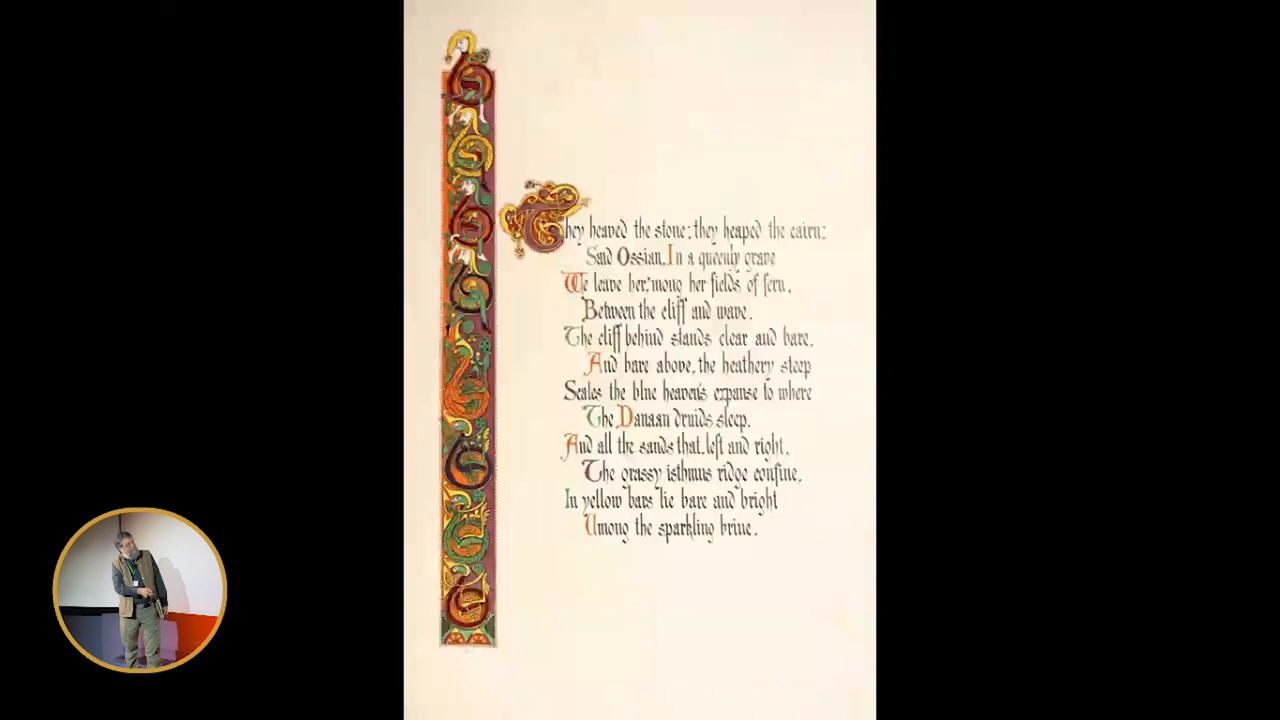 They heaved the stone; they heaped the cairn:
Said Ossian, In a queenly grave
We leave her, 'mong her fields of fern,
Between the cliff and wave.
The cliff behind stands clear and bare,
And bare above, the heathery steep
Scales the blue heaven's expanse to where
The Danaan druids sleep.
And all the sands that, left and right,
The grassy isthmus ridge confine,
In yellow bars lie bare and bright
Among the sparkling brine.